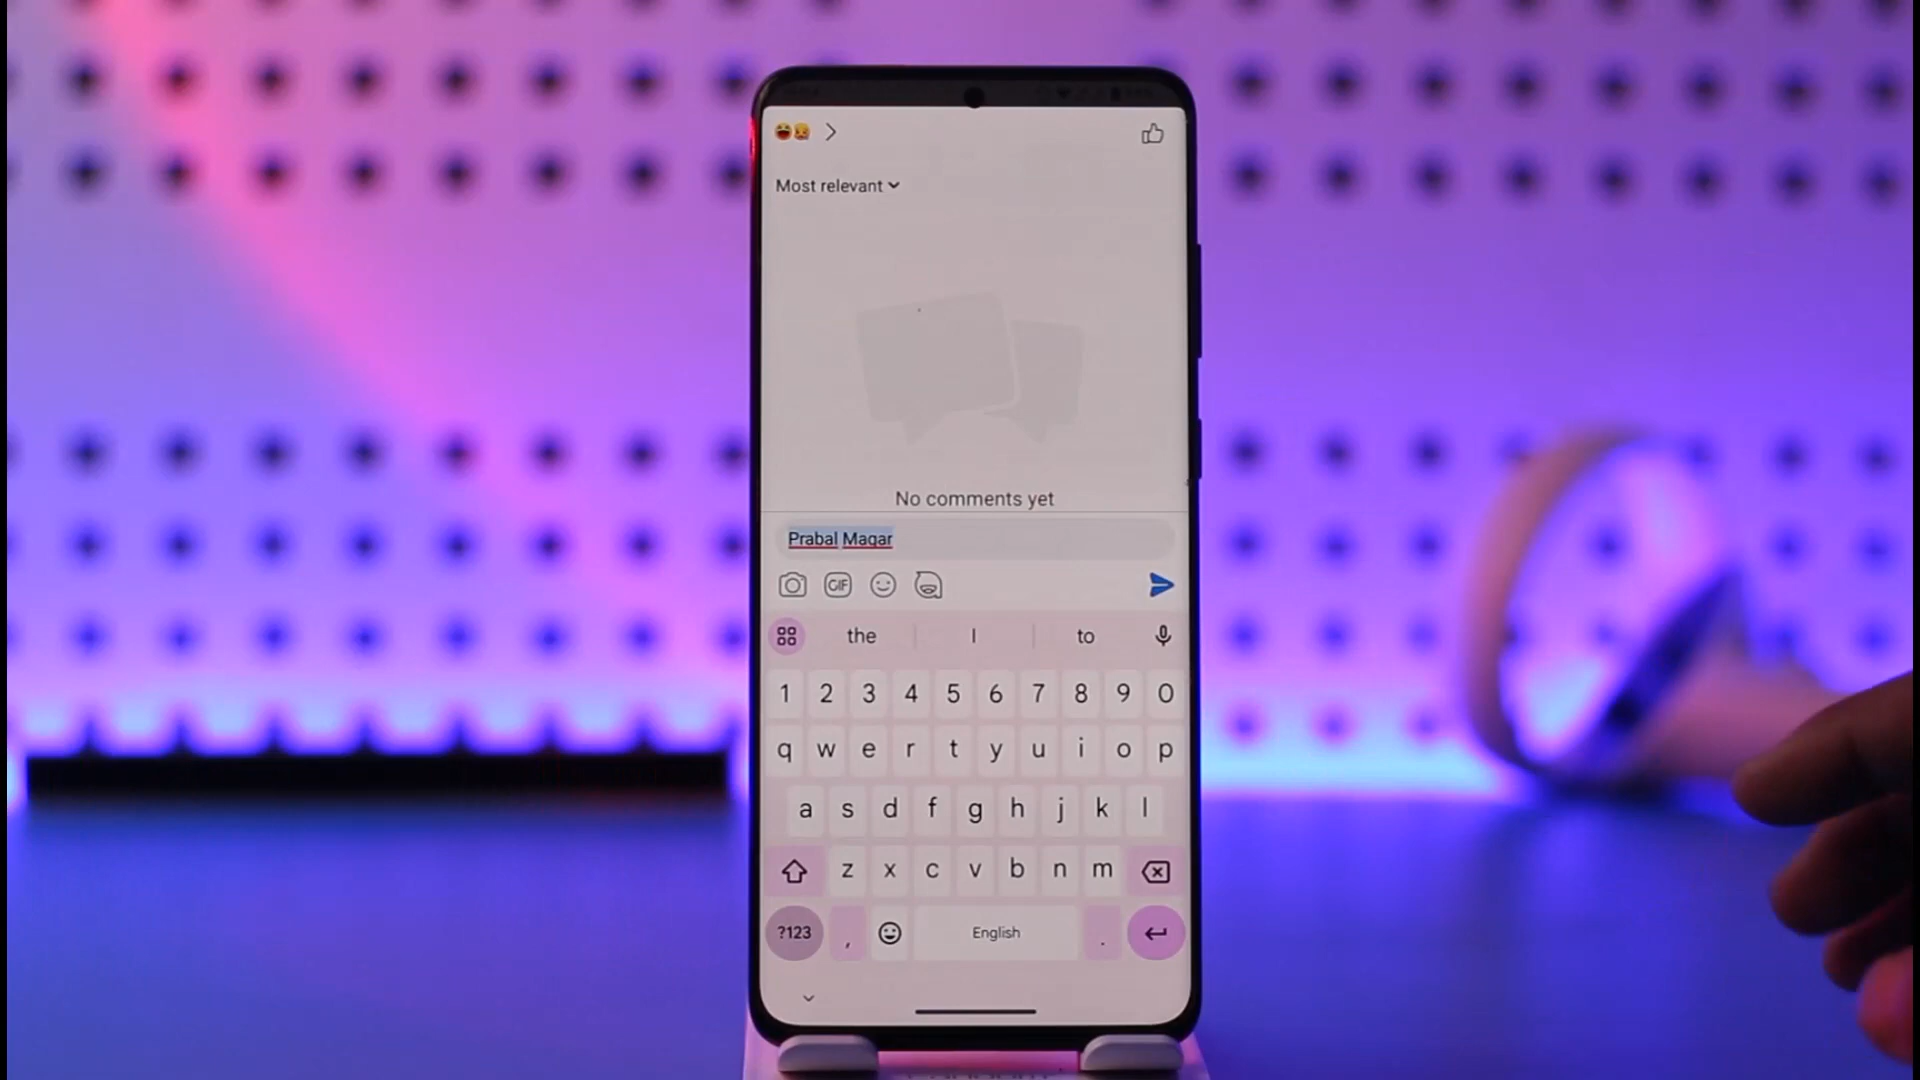 Most relevant
No comments yet
Prabal Magar
GIF
the I to
1 2 3 4 5 6 7 8 9 0
q w e r t y u i o p
a s d f g h j k l
z x c v b n m
?123 , English .